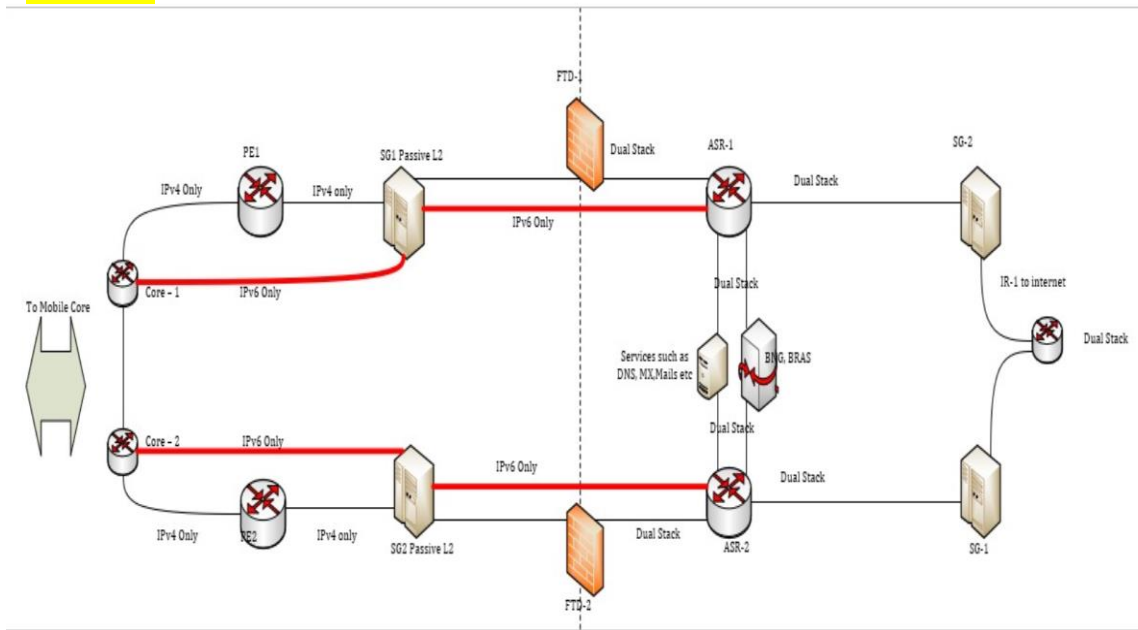 FTD-1
PE1
SG1 Passive L2
Dual Stack
ASR-1
SG-2
IPv4 Only
IPv4 only
Dual Stack
IPv6 Only
IPv6 Only
Core – 1
To Mobile Core
Dual Stack
IR-1 to internet
Dual Stack
Services such as
DNS, MX,Mails etc
BNG, BRAS
Dual Stack
Core – 2
IPv6 Only
IPv6 Only
Dual Stack
IPv4 Only
PE2
IPv4 only
SG2 Passive L2
Dual Stack
ASR-2
SG-1
FTD-2